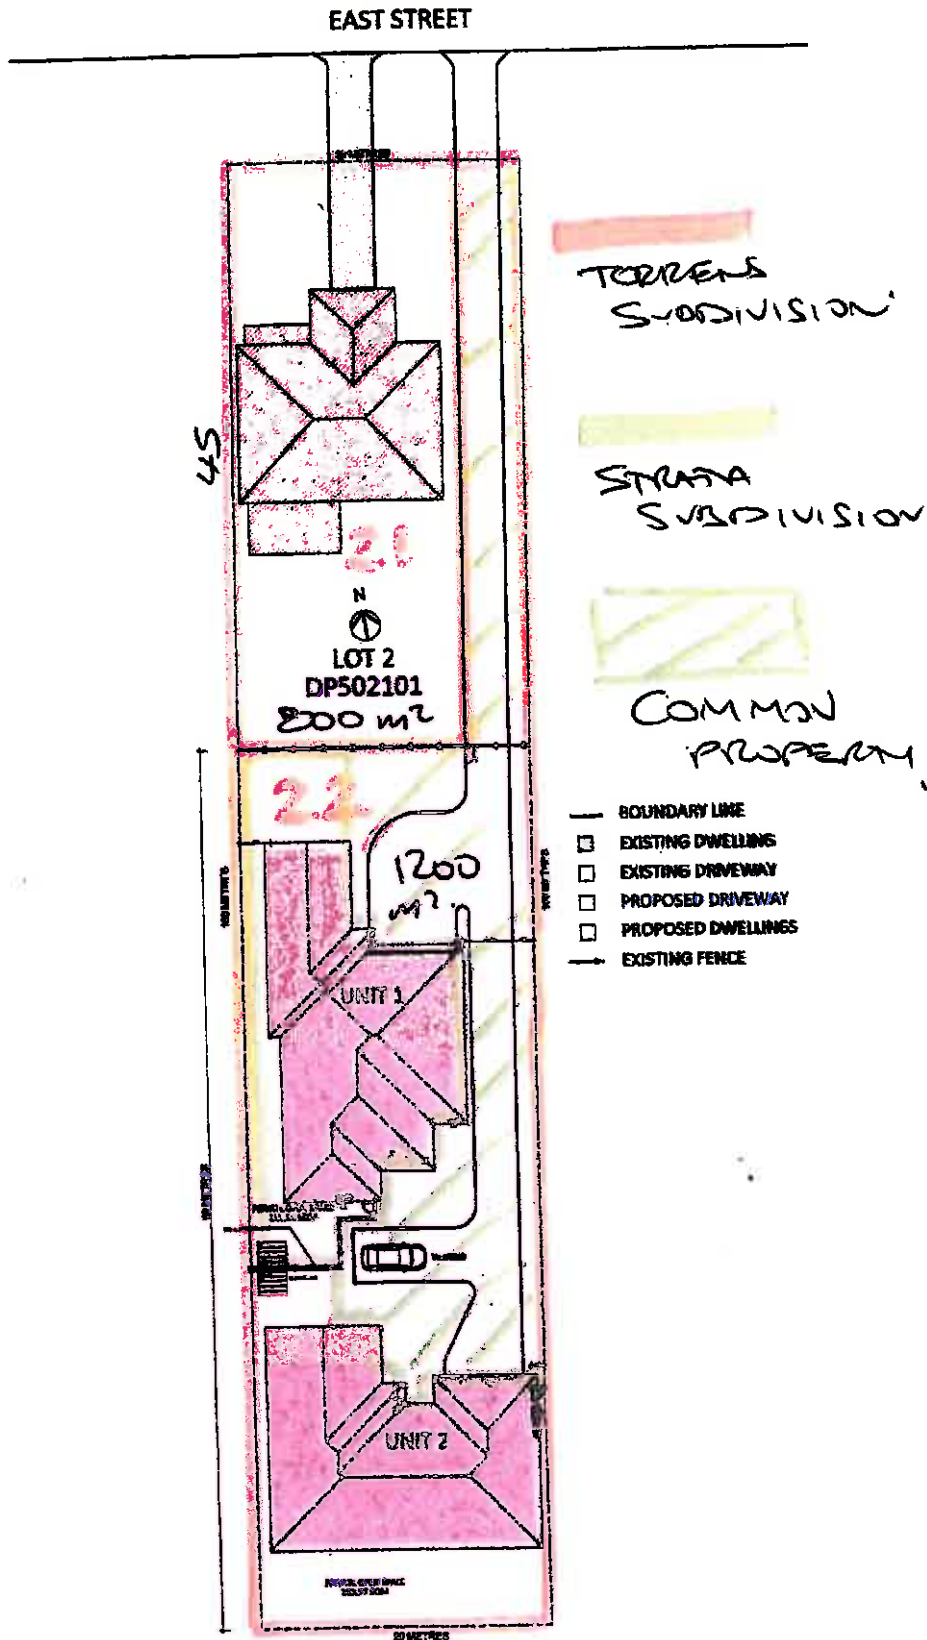 EAST STREET
TORRENS
SUBDIVISION
45
STRATA
SUBDIVISION
2.1
N
LOT 2
DP502101
800 m²
COMMON
PROPERTY
2.2
1200
m²
BOUNDARY LINE
EXISTING DWELLING
EXISTING DRIVEWAY
PROPOSED DRIVEWAY
PROPOSED DWELLINGS
EXISTING FENCE
UNIT 1
UNIT 2
20 METRES